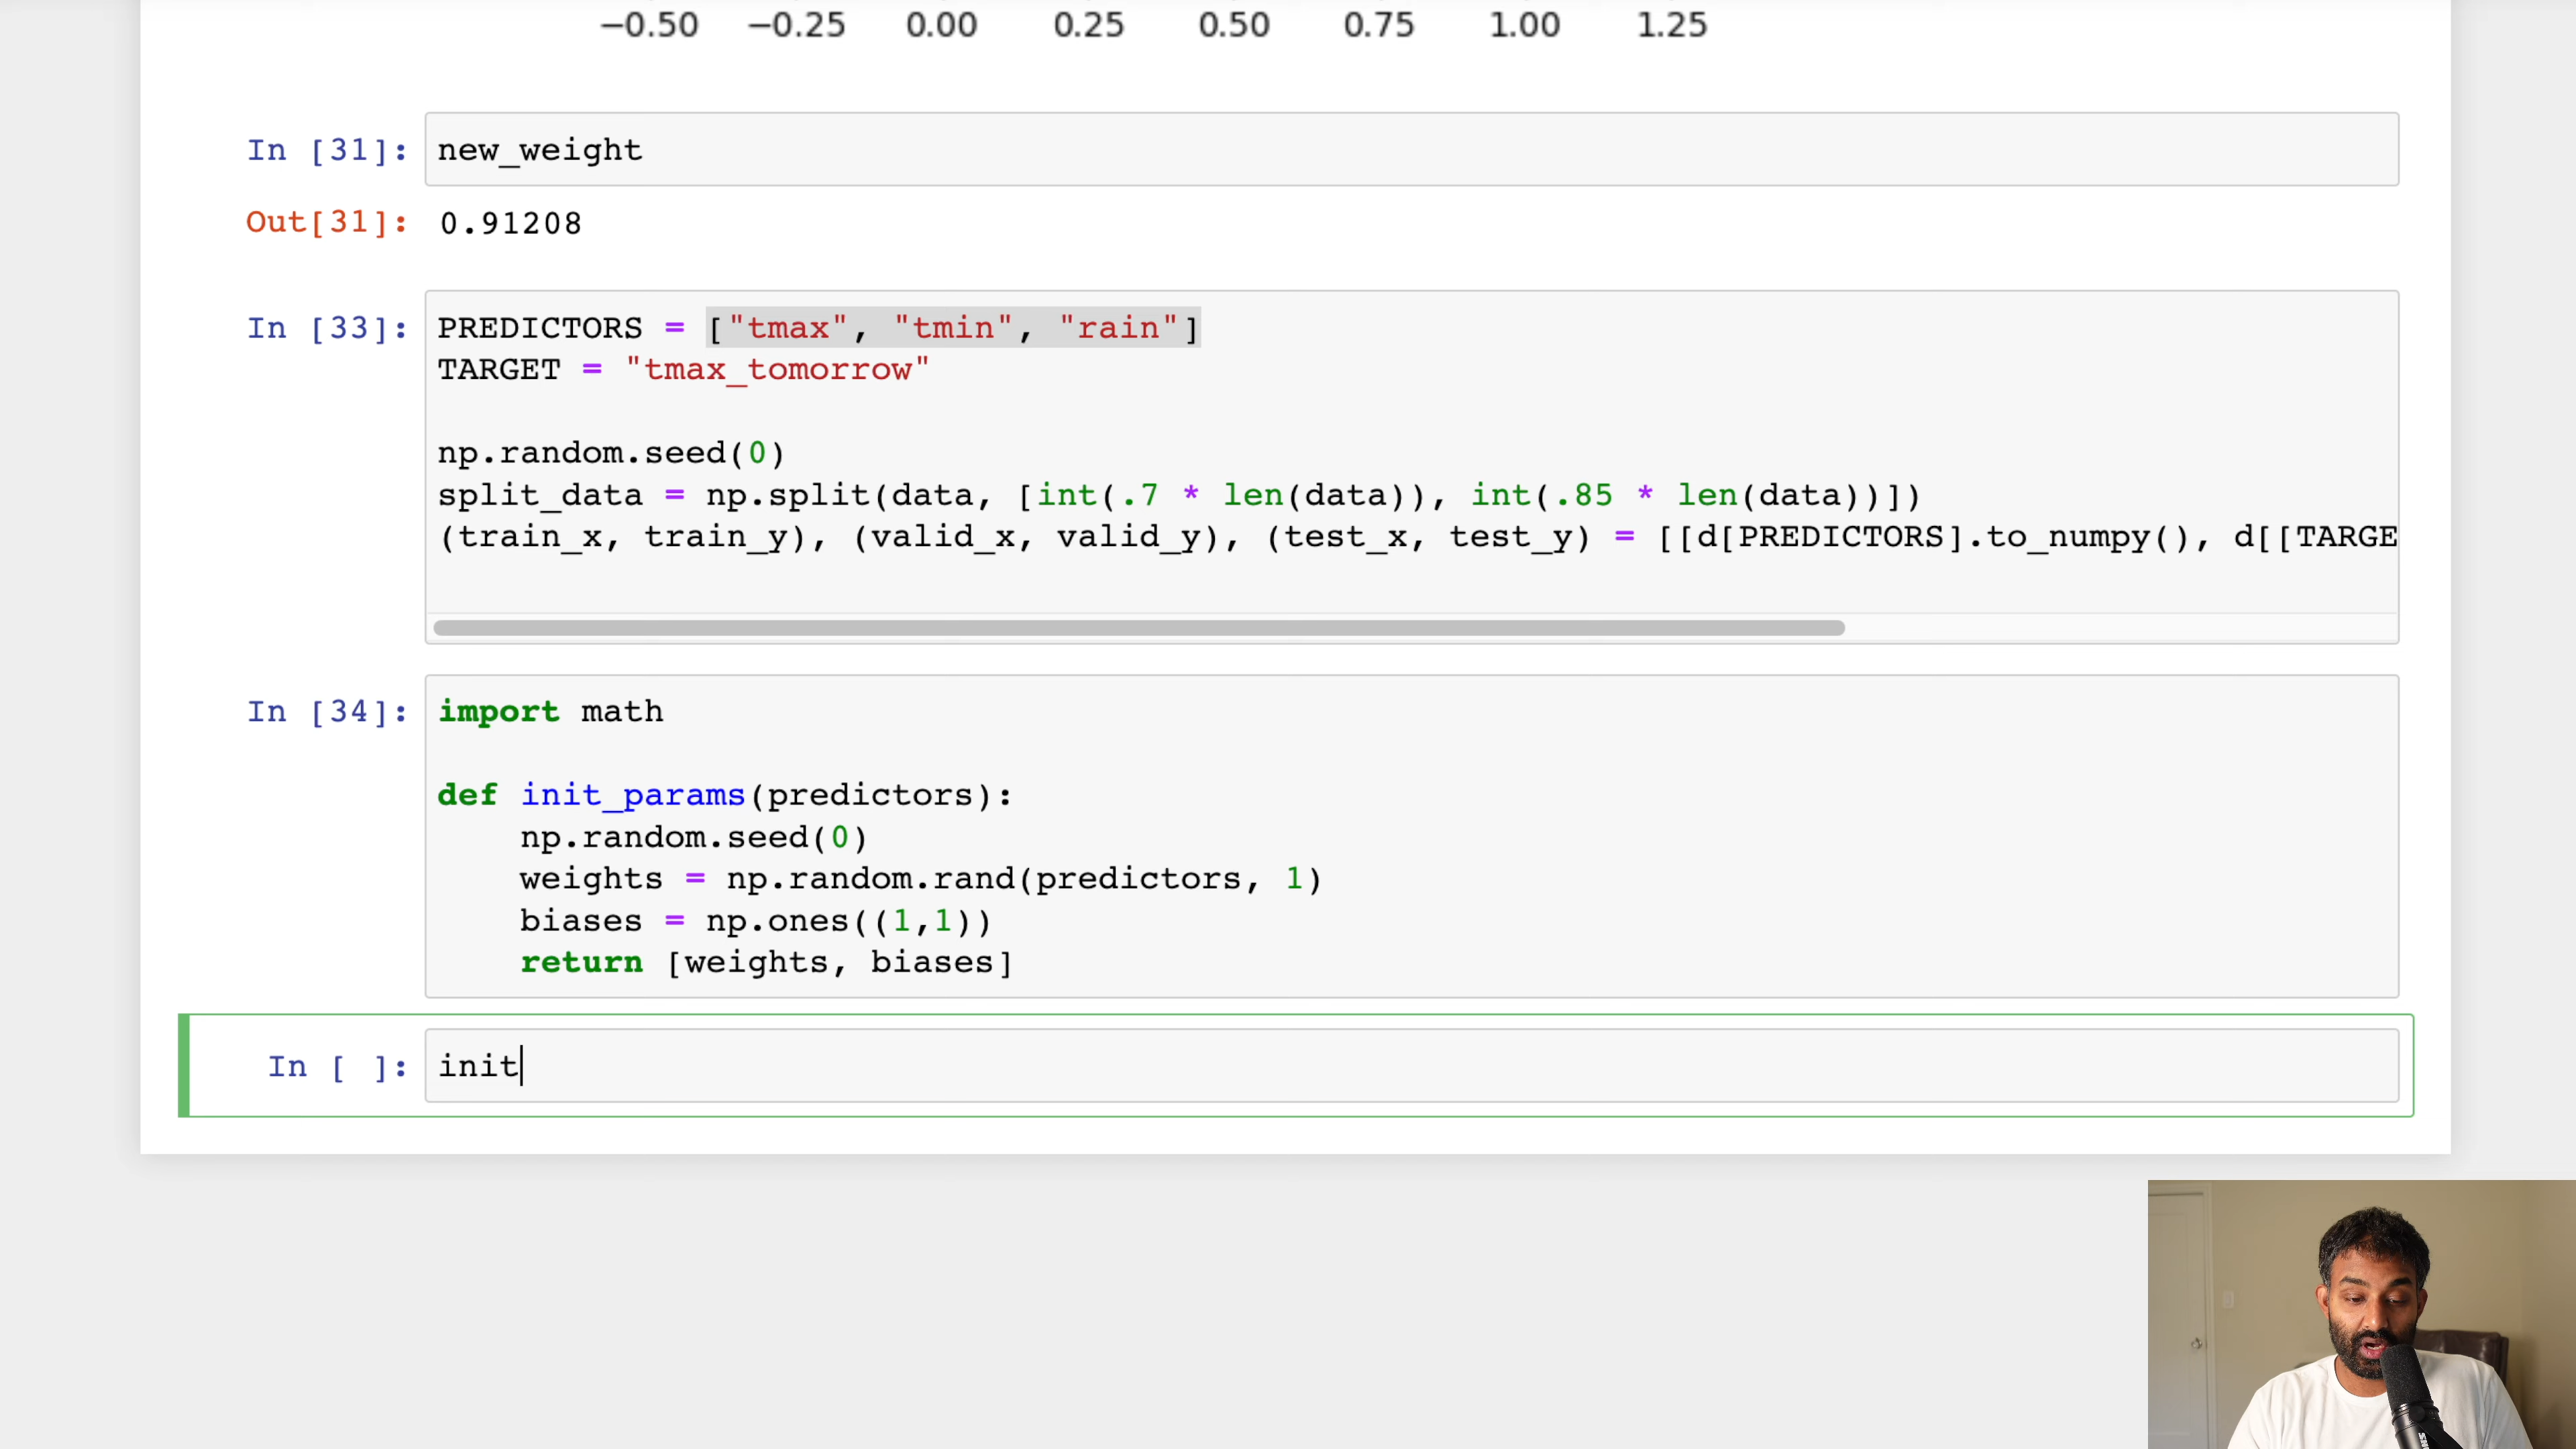 −0.50 −0.25 0.00 0.25 0.50 0.75 1.00 1.25
In [31]: new_weight
Out[31]: 0.91208
In [33]: PREDICTORS = ["tmax", "tmin", "rain"]
TARGET = "tmax_tomorrow"
np.random.seed(0)
split_data = np.split(data, [int(.7 * len(data)), int(.85 * len(data))])
(train_x, train_y), (valid_x, valid_y), (test_x, test_y) = [[d[PREDICTORS].to_numpy(), d[[TARGE
In [34]: import math
def init_params(predictors):
np.random.seed(0)
weights = np.random.rand(predictors, 1)
biases = np.ones((1,1))
return [weights, biases]
In [ ]: init